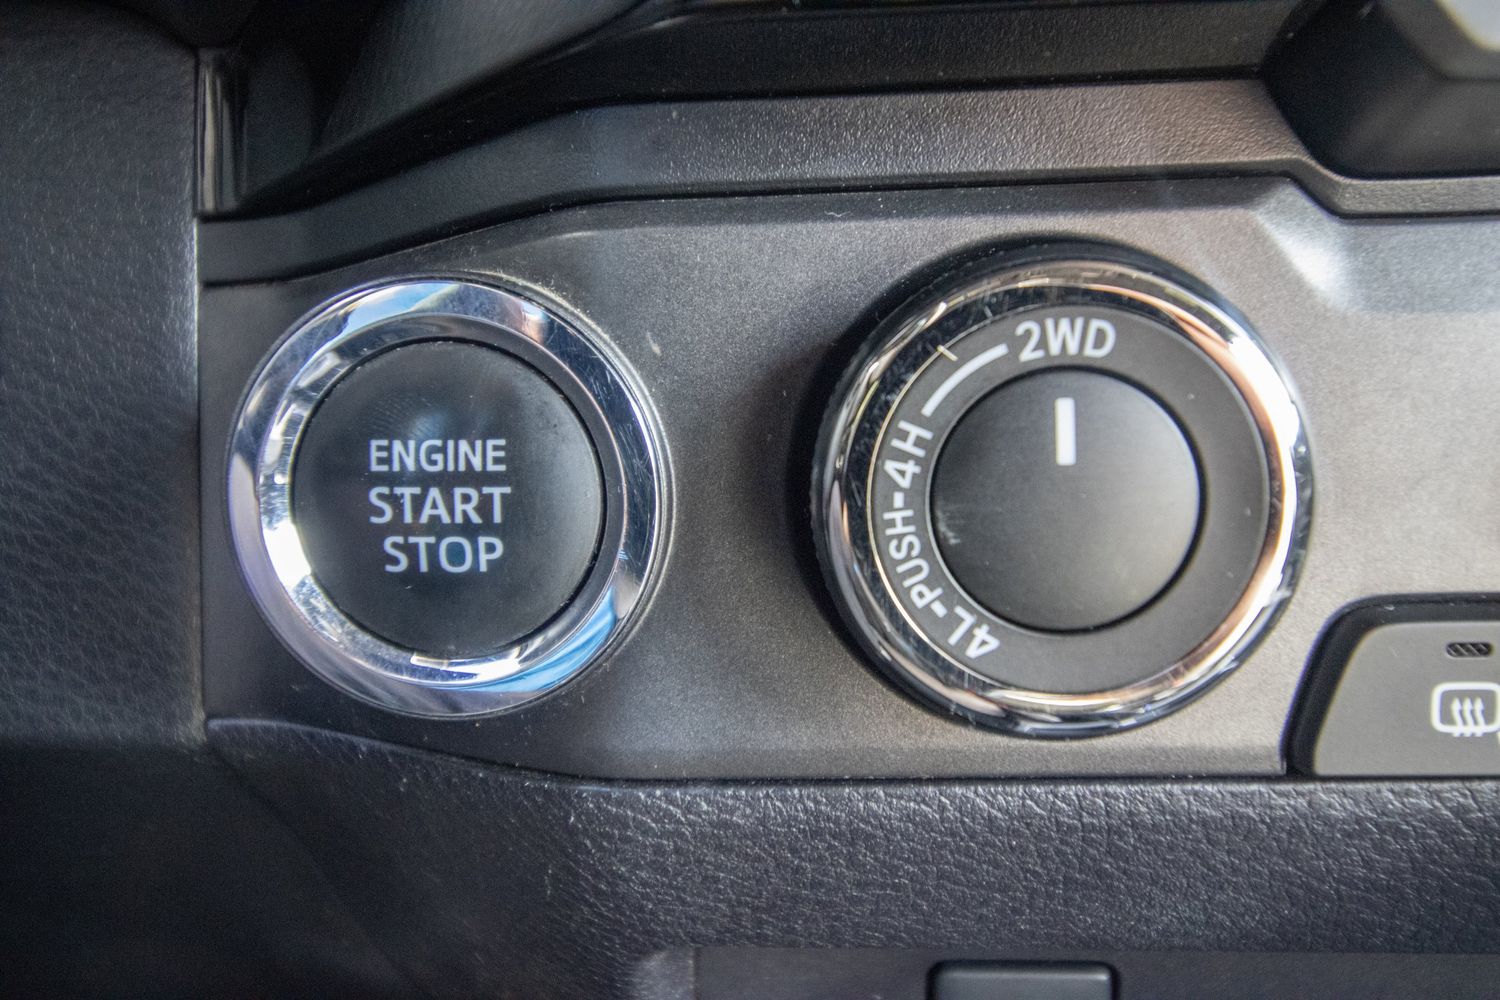 ENGINE
START
STOP
2WD
4L-PUSH-4H